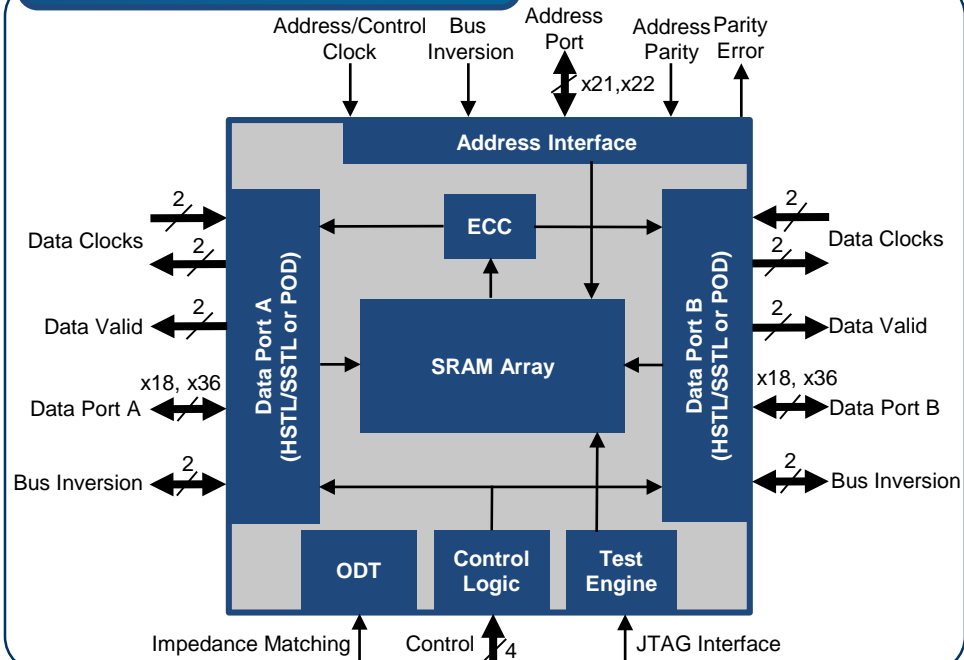 Address/Control
Clock
Bus
Inversion
Address
Port
x21,x22
Address
Parity
Parity
Error
Address Interface
2
Data Clocks
2
2
Data Valid
x18, x36
Data Port A
2
Bus Inversion
Data Port A
(HSTL/SSTL or POD)
ECC
SRAM Array
Data Port B
(HSTL/SSTL or POD)
2
Data Clocks
2
2
Data Valid
x18, x36
Data Port B
2
Bus Inversion
ODT
Control
Logic
Test
Engine
Impedance Matching
Control
4
JTAG Interface